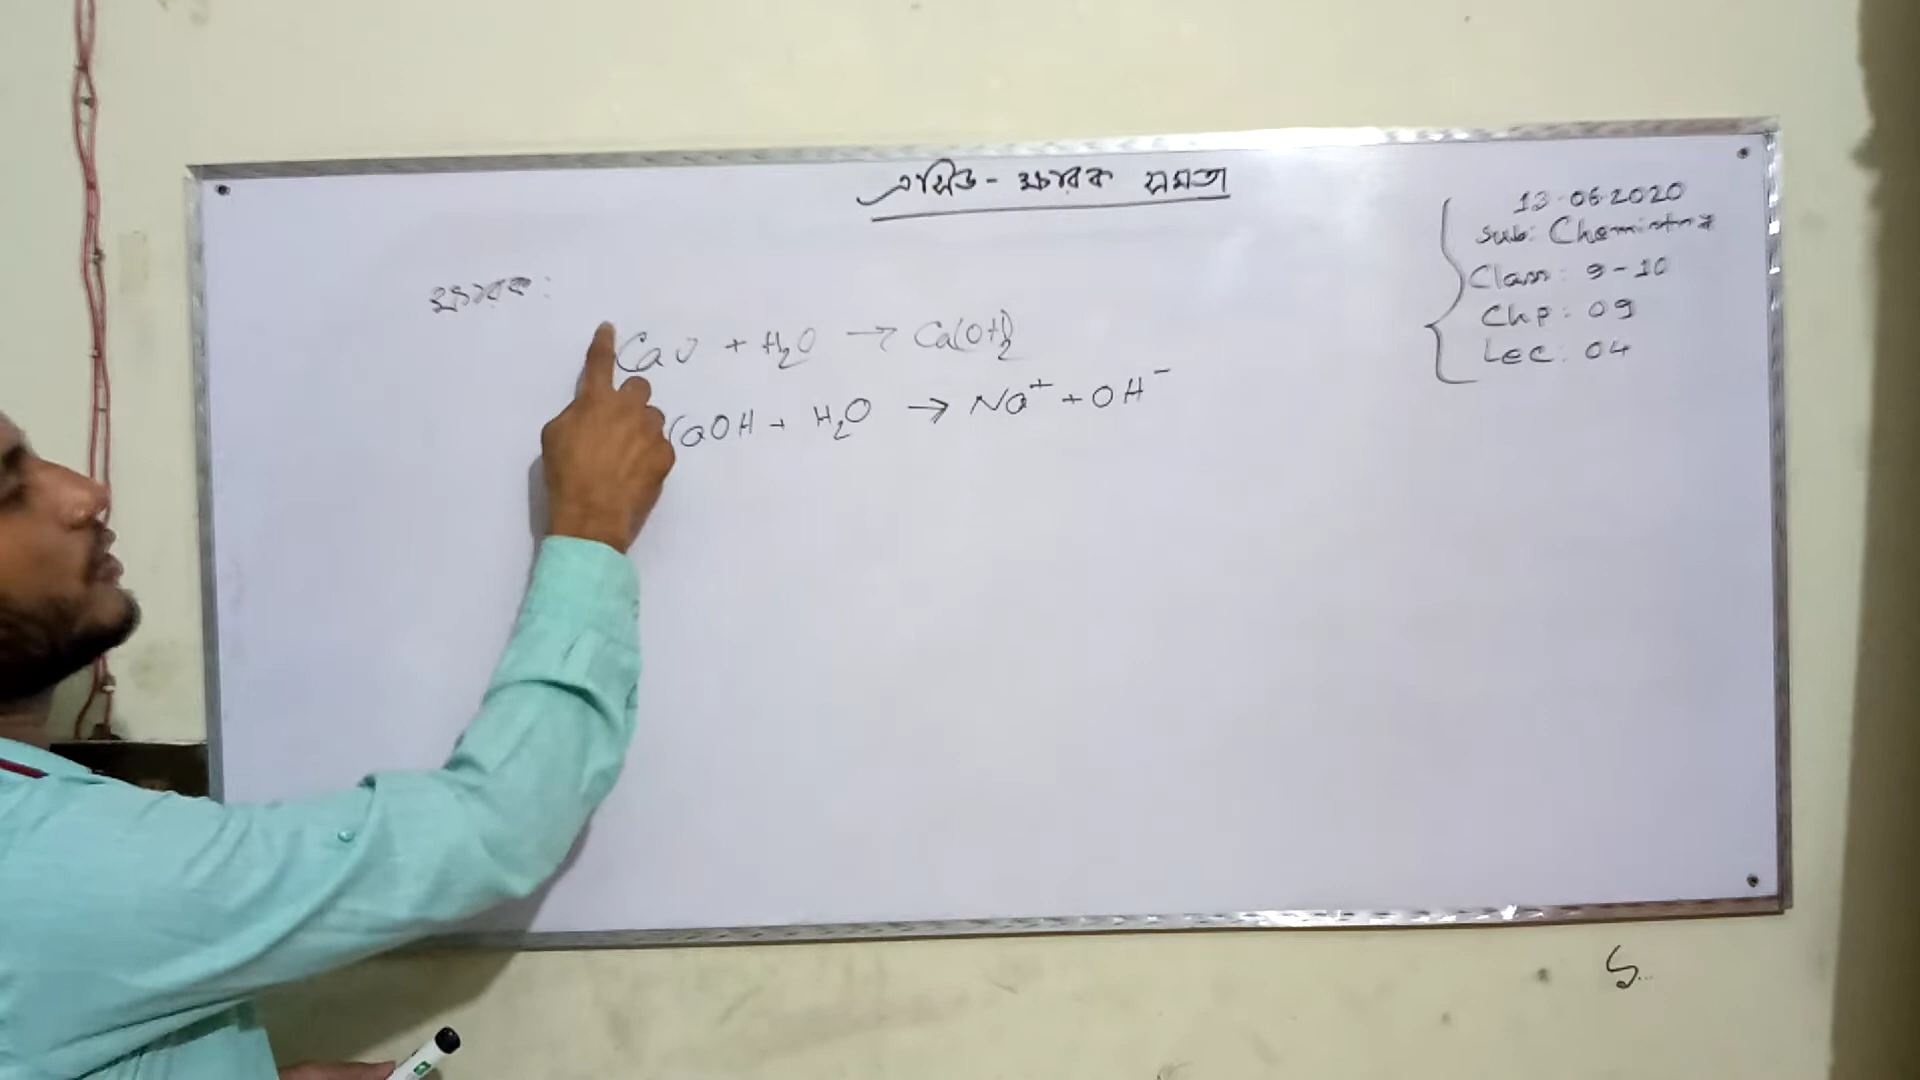 এসিড - ক্ষারক সমতা
13-06-2020
Sub: Chemistry
Class: 9-10
Chp: 09
Lec: 04
ক্ষারক:
CaO + H₂O → Ca(OH)₂
aOH + H₂O → Na⁺ + OH⁻
S...